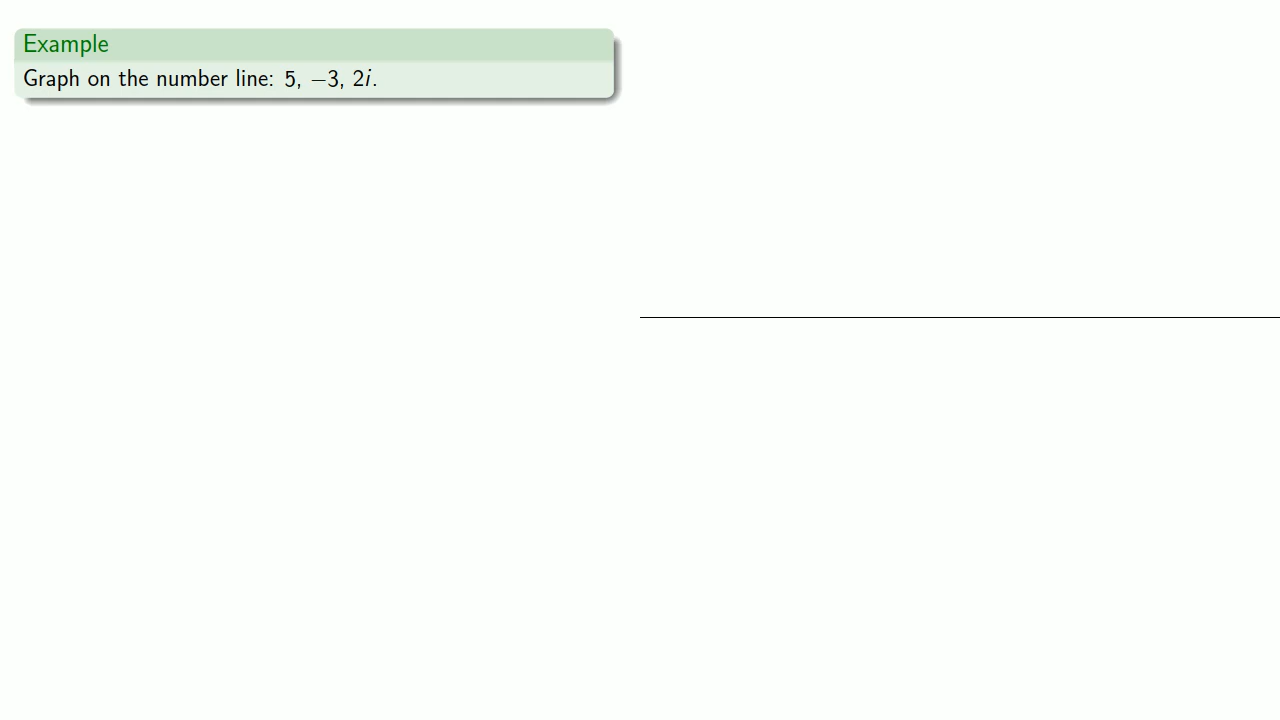 Example
Graph on the number line: 5, −3, 2i.